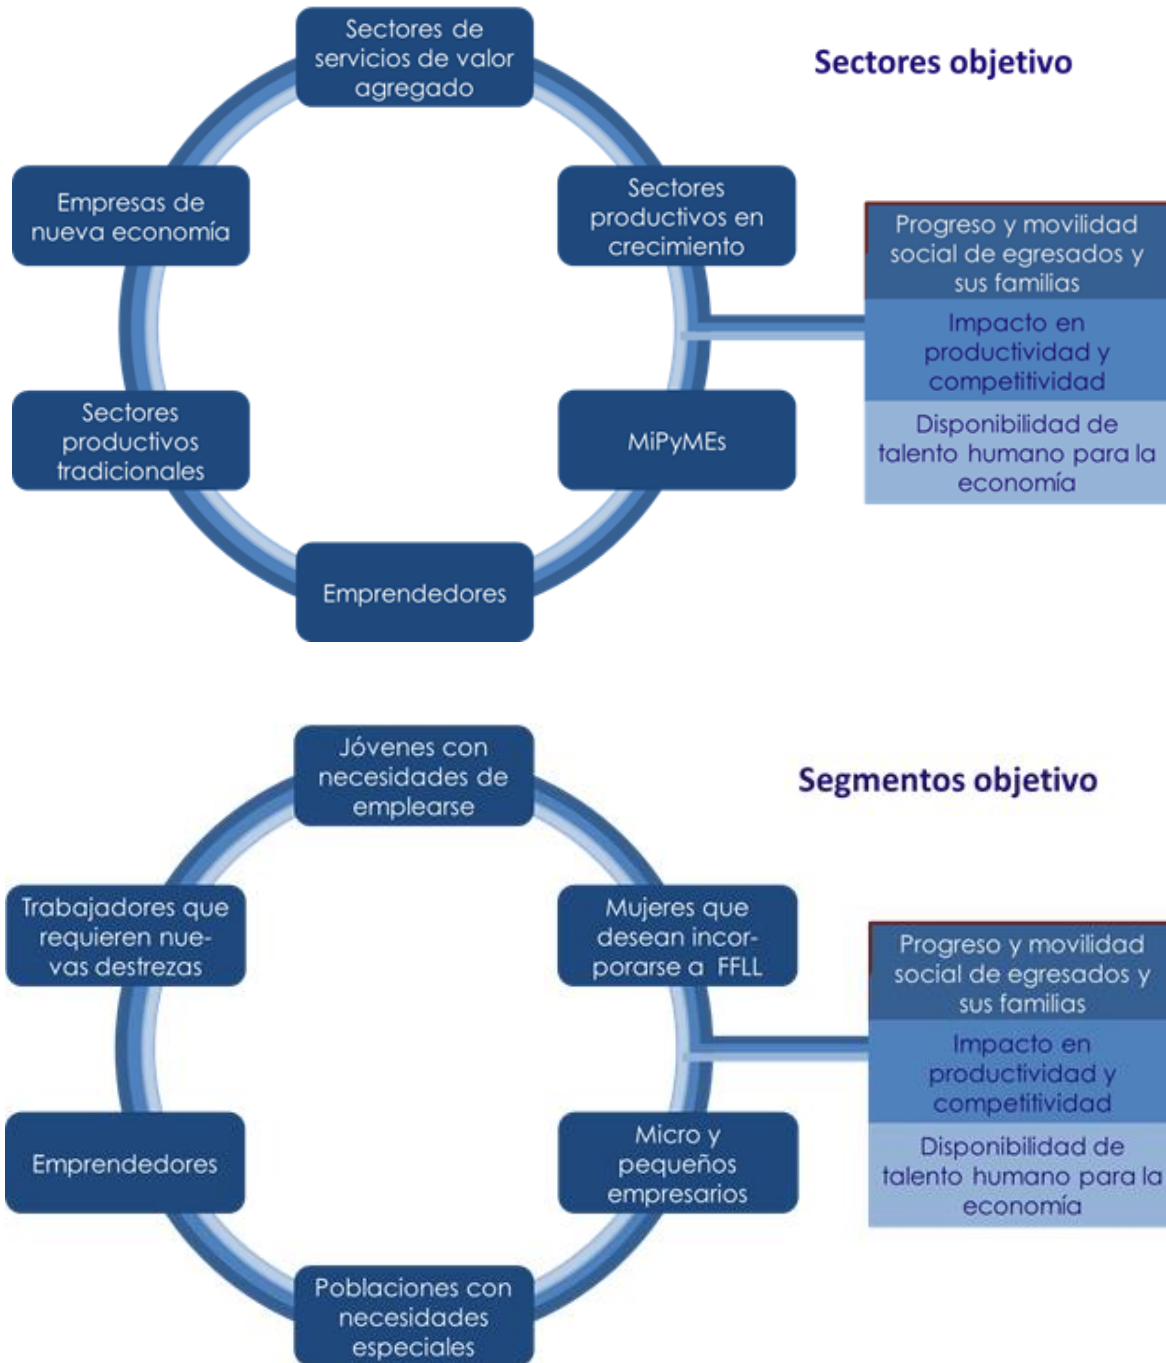 Sectores objetivo
Sectores de
servicios de valor
agregado
Sectores
productivos en
crecimiento
MiPyMEs
Emprendedores
Sectores
productivos
tradicionales
Empresas de
nueva economía
Progreso y movilidad
social de egresados y
sus familias
Impacto en
productividad y
competitividad
Disponibilidad de
talento humano para la
economía
Segmentos objetivo
Jóvenes con
necesidades de
emplearse
Mujeres que
desean incor-
porarse a FFLL
Micro y
pequeños
empresarios
Poblaciones con
necesidades
especiales
Emprendedores
Trabajadores que
requieren nue-
vas destrezas
Progreso y movilidad
social de egresados y
sus familias
Impacto en
productividad y
competitividad
Disponibilidad de
talento humano para la
economía